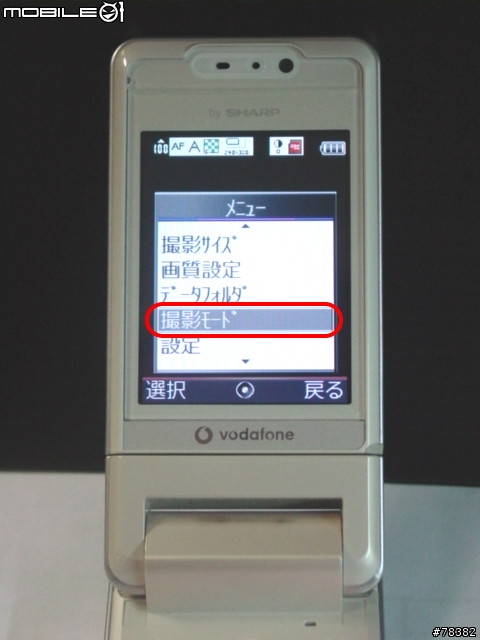 MOBILE01
by SHARP
100 AF A 240×320
メニュー
撮影ｻｲｽﾞ
画質設定
ﾃﾞｰﾀﾌｫﾙﾀﾞ
撮影ﾓｰﾄﾞ
設定
選択 戻る
vodafone
#78382